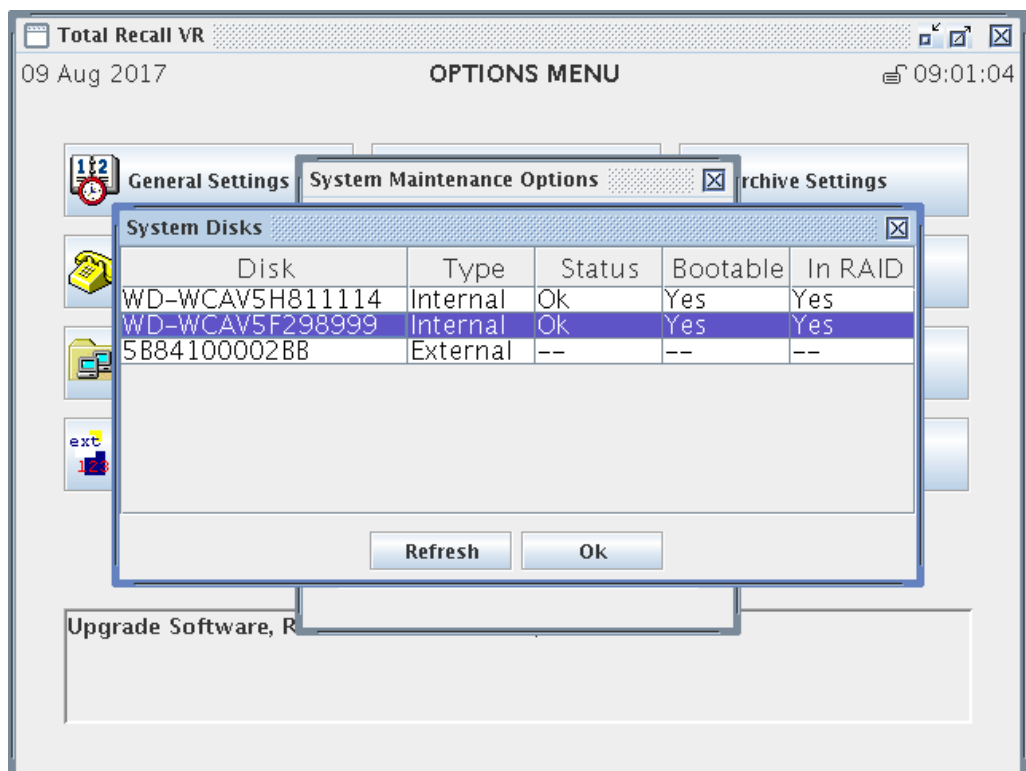 Total Recall VR
09 Aug 2017 OPTIONS MENU 09:01:04
General Settings System Maintenance Options rchive Settings
System Disks
Disk Type Status Bootable In RAID
WD-WCAV5H811114 Internal Ok Yes Yes
WD-WCAV5F298999 Internal Ok Yes Yes
5B84100002BB External -- -- --
ext
123
Refresh Ok
Upgrade Software, R